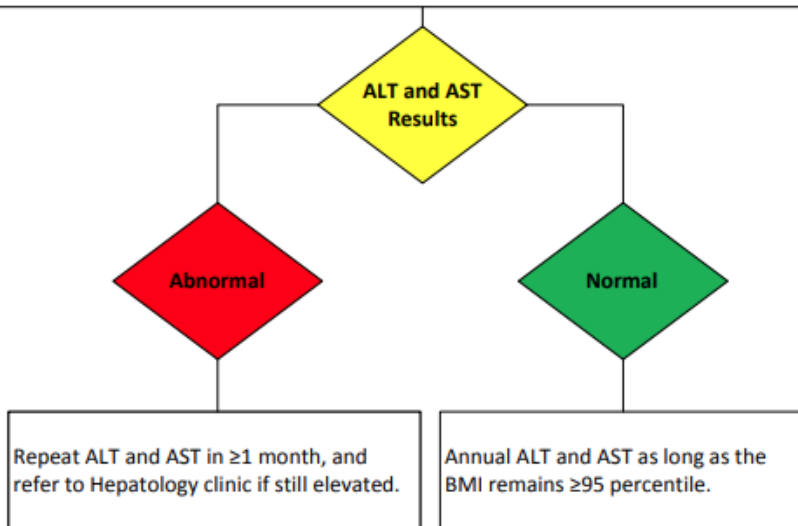 ALT and AST
Results
Abnormal
Normal
Repeat ALT and AST in ≥1 month, and
refer to Hepatology clinic if still elevated.
Annual ALT and AST as long as the
BMI remains ≥95 percentile.